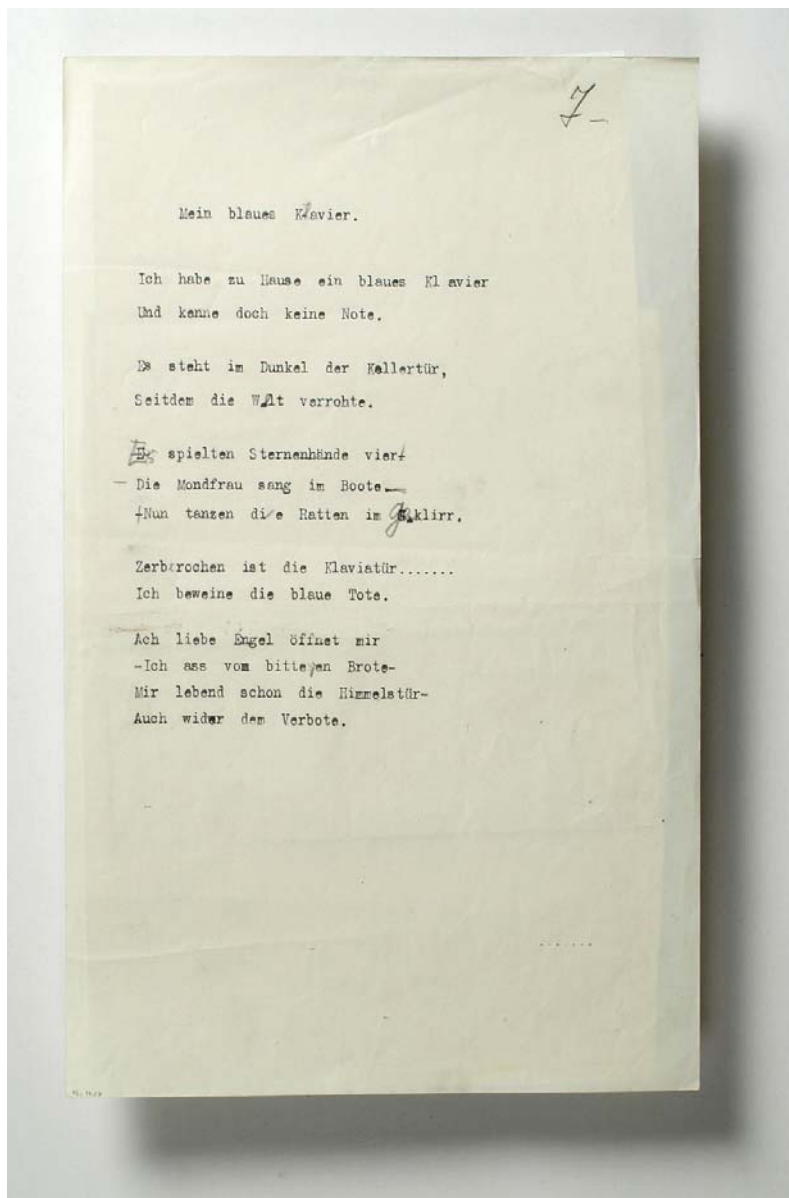 7
Mein blaues Klavier.
Ich habe zu Hause ein blaues Kl avier
Und kenne doch keine Note.
Es steht im Dunkel der Kellertür,
Seitdem die Welt verrohte.
Es spielten Sternenhände vier
- Die Mondfrau sang im Boote -
Nun tanzen die Ratten im Geklirr.
Zerbrochen ist die Klaviatür.......
Ich beweine die blaue Tote.
Ach liebe Engel öffnet mir
-Ich ass vom bitteren Brote-
Mir lebend schon die Himmelstür-
Auch wider dem Verbote.
.......